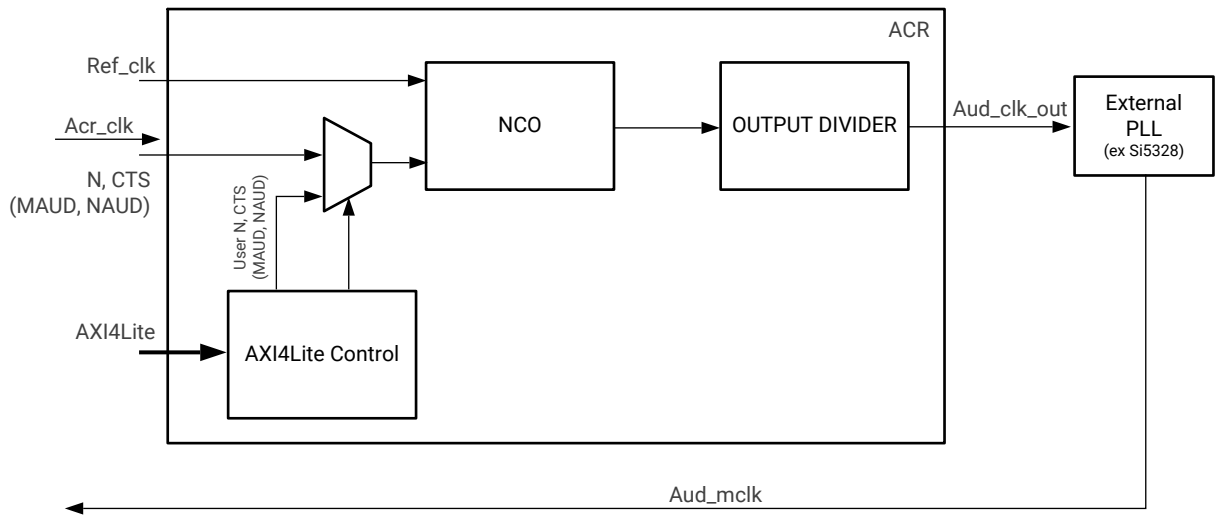 ACR
Ref_clk
Acr_clk
N, CTS
(MAUD, NAUD)
User N, CTS
(MAUD, NAUD)
NCO
OUTPUT DIVIDER
Aud_clk_out
External
PLL
(ex Si5328)
AXI4Lite
AXI4Lite Control
Aud_mclk